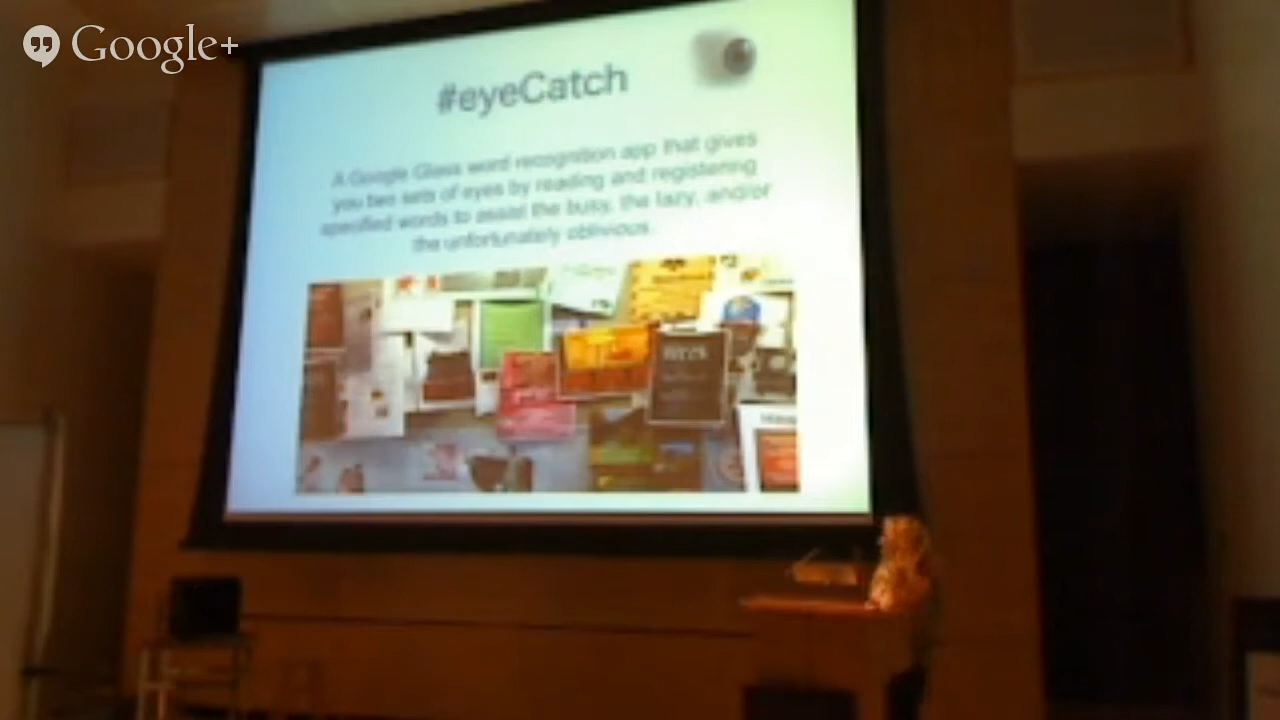 Google+
#eyeCatch
A Google Glass word recognition app that gives
you two sets of eyes by reading and registering
specified words to assist the busy, the lazy, and/or
the unfortunately oblivious.